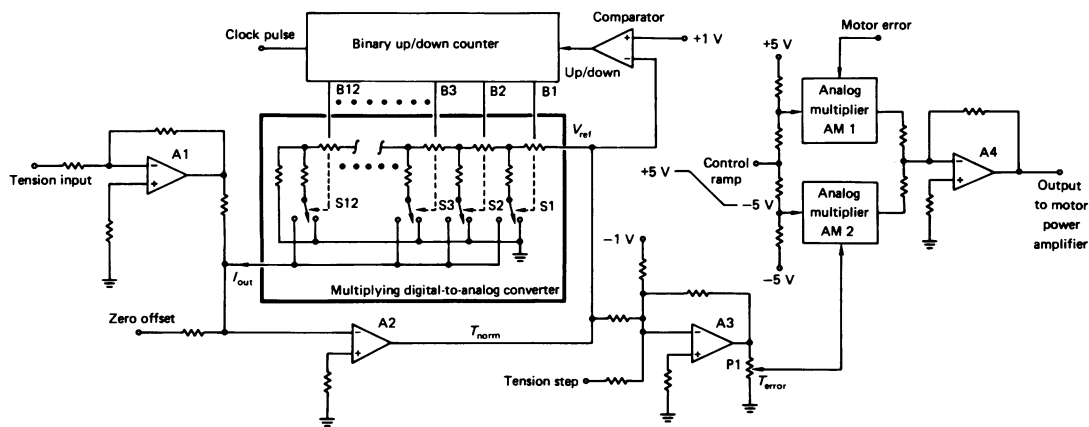 Clock pulse
Binary up/down counter
Comparator
+
−
+1 V
Up/down
B12
B3
B2
B1
V_ref
+5 V
Motor error
Analog
multiplier
AM 1
A1
−
+
Tension input
S12
S3
S2
S1
I_out
Multiplying digital-to-analog converter
Control
ramp
+5 V
−5 V
Analog
multiplier
AM 2
−5 V
A4
−
+
Output
to motor
power
amplifier
Zero offset
A2
−
+
T_norm
−1 V
A3
−
+
Tension step
P1
T_error